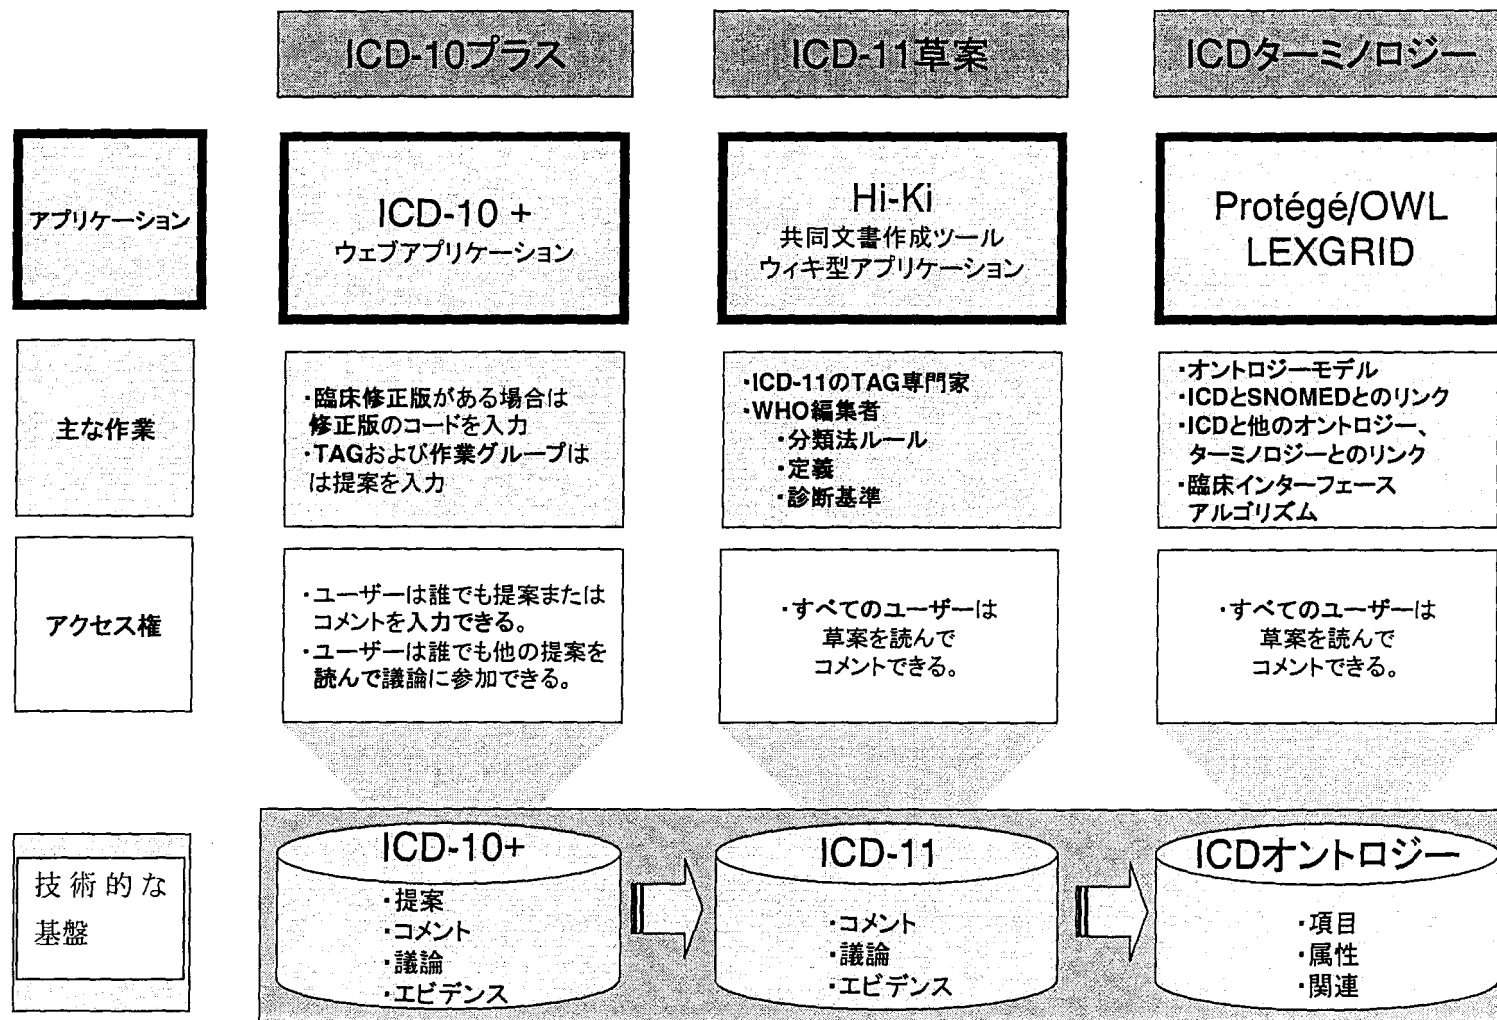 ICD-10プラス
ICD-11草案
ICDターミノロジー
アプリケーション
ICD-10 +
ウェブアプリケーション
Hi-Ki
共同文書作成ツール
ウィキ型アプリケーション
Protégé/OWL
LEXGRID
主な作業
・臨床修正版がある場合は
修正版のコードを入力
・TAGおよび作業グループは
は提案を入力
・ICD-11のTAG専門家
・WHO編集者
・分類法ルール
・定義
・診断基準
・オントロジーモデル
・ICDとSNOMEDとのリンク
・ICDと他のオントロジー、
ターミノロジーとのリンク
・臨床インターフェース
アルゴリズム
アクセス権
・ユーザーは誰でも提案または
コメントを入力できる。
・ユーザーは誰でも他の提案を
読んで議論に参加できる。
・すべてのユーザーは
草案を読んで
コメントできる。
・すべてのユーザーは
草案を読んで
コメントできる。
技術的な
基盤
ICD-10+
・提案
・コメント
・議論
・エビデンス
ICD-11
・コメント
・議論
・エビデンス
ICDオントロジー
・項目
・属性
・関連